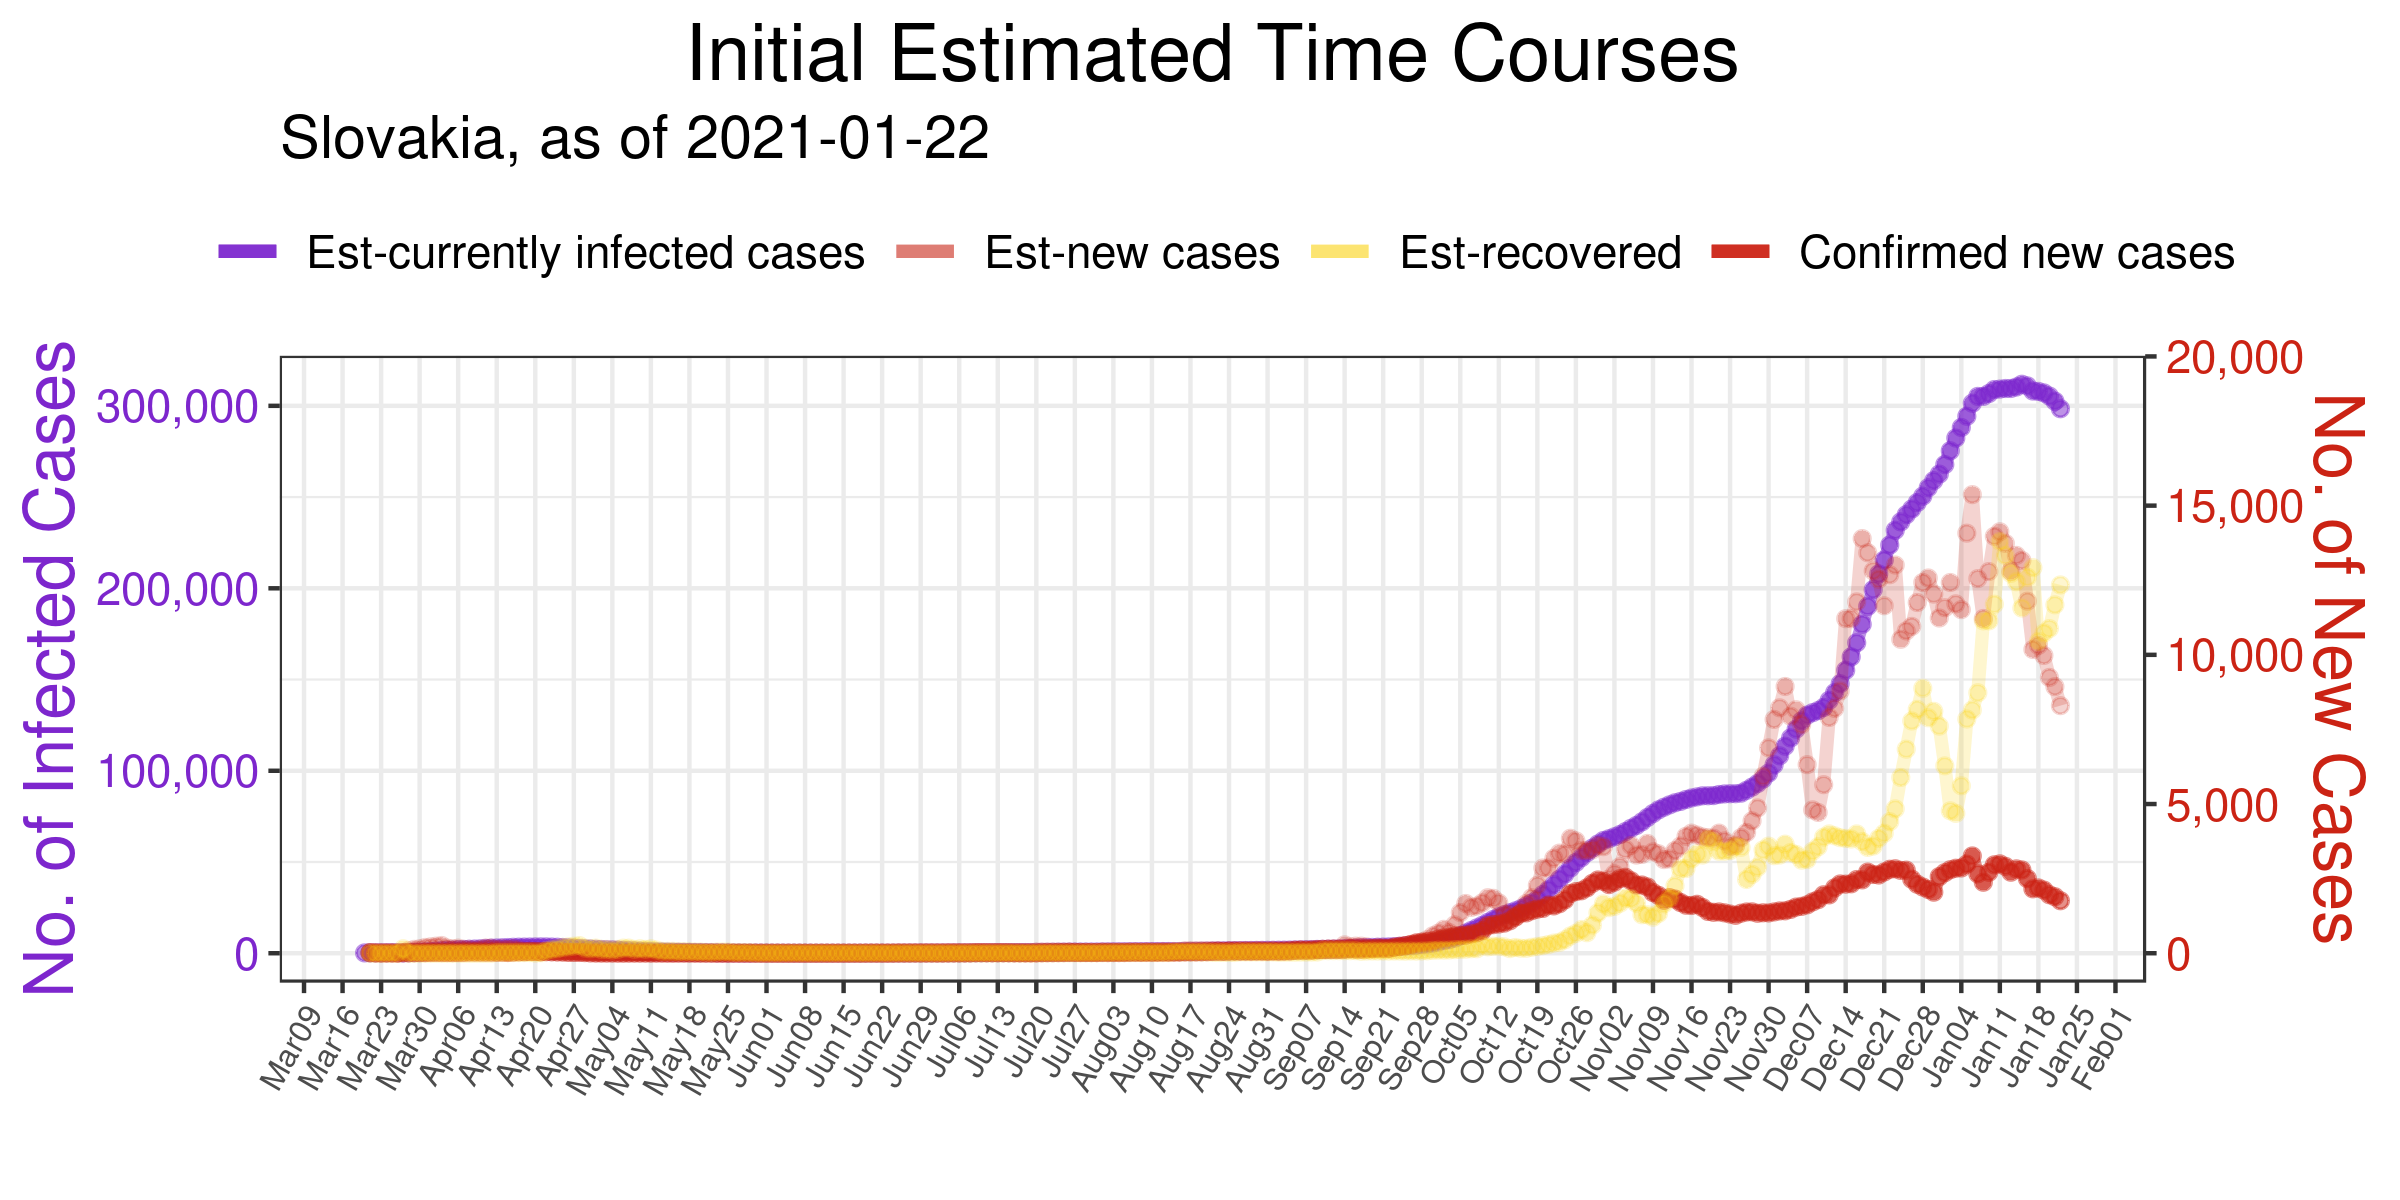 Initial Estimated Time Courses
Slovakia, as of 2021-01-22
Est-currently infected cases Est-new cases Est-recovered Confirmed new cases
No. of Infected Cases
300,000
200,000
100,000
0
20,000
15,000
10,000
5,000
0
No. of New Cases
Mar09 Mar16 Mar23 Mar30 Apr06 Apr13 Apr20 Apr27 May04 May11 May18 May25 Jun01 Jun08 Jun15 Jun22 Jun29 Jul06 Jul13 Jul20 Jul27 Aug03 Aug10 Aug17 Aug24 Aug31 Sep07 Sep14 Sep21 Sep28 Oct05 Oct12 Oct19 Oct26 Nov02 Nov09 Nov16 Nov23 Nov30 Dec07 Dec14 Dec21 Dec28 Jan04 Jan11 Jan18 Jan25 Feb01